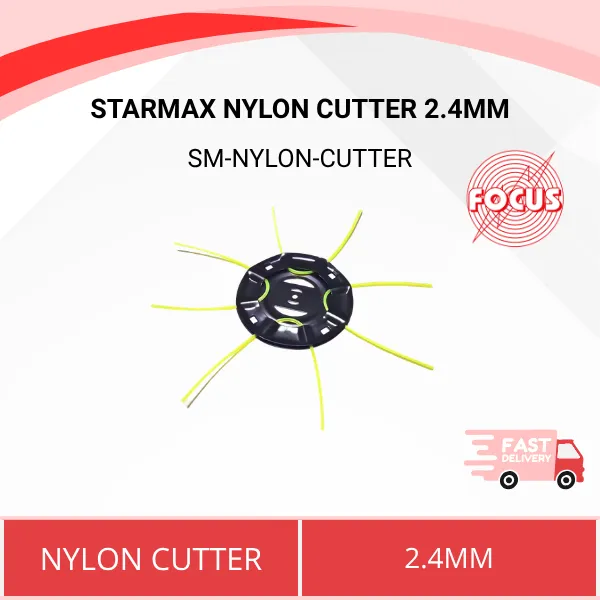 STARMAX NYLON CUTTER 2.4MM
SM-NYLON-CUTTER
FOCUS
FAST
DELIVERY
NYLON CUTTER
2.4MM